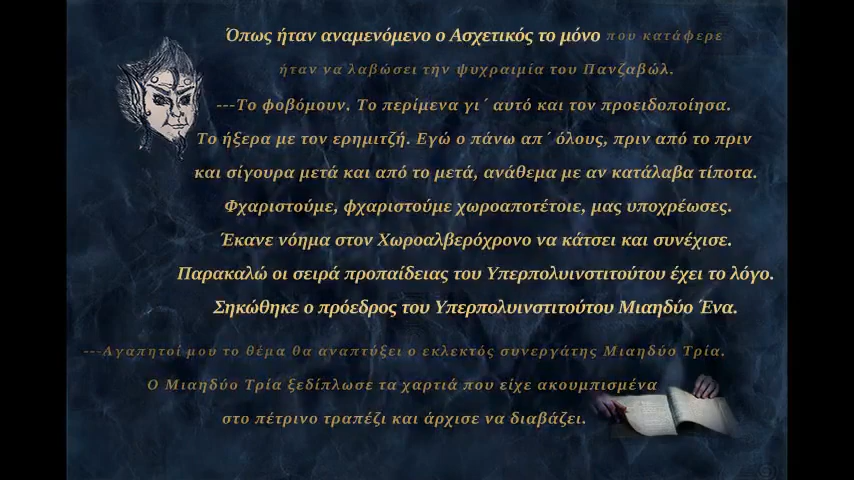 Όπως ήταν αναμενόμενο ο Ασχετικός το μόνο που κατάφερε
ήταν να λαβώσει την ψυχραιμία του Πανζαβώλ.
---Το φοβόμουν. Το περίμενα γι΄ αυτό και τον προειδοποίησα.
Το ήξερα με τον ερημιτζή. Εγώ ο πάνω απ΄ όλους, πριν από το πριν
και σίγουρα μετά και από το μετά, ανάθεμα με αν κατάλαβα τίποτα.
Φχαριστούμε, φχαριστούμε χωροαποτέτοιε, μας υποχρέωσες.
Έκανε νόημα στον Χωροαλβερόχρονο να κάτσει και συνέχισε.
Παρακαλώ οι σειρά προπαίδειας του Υπερπολυινστιτούτου έχει το λόγο.
Σηκώθηκε ο πρόεδρος του Υπερπολυινστιτούτου Μιαηδύο Ένα.
---Αγαπητοί μου το θέμα θα αναπτύξει ο εκλεκτός συνεργάτης Μιαηδύο Τρία.
Ο Μιαηδύο Τρία ξεδίπλωσε τα χαρτιά που είχε ακουμπισμένα
στο πέτρινο τραπέζι και άρχισε να διαβάζει.